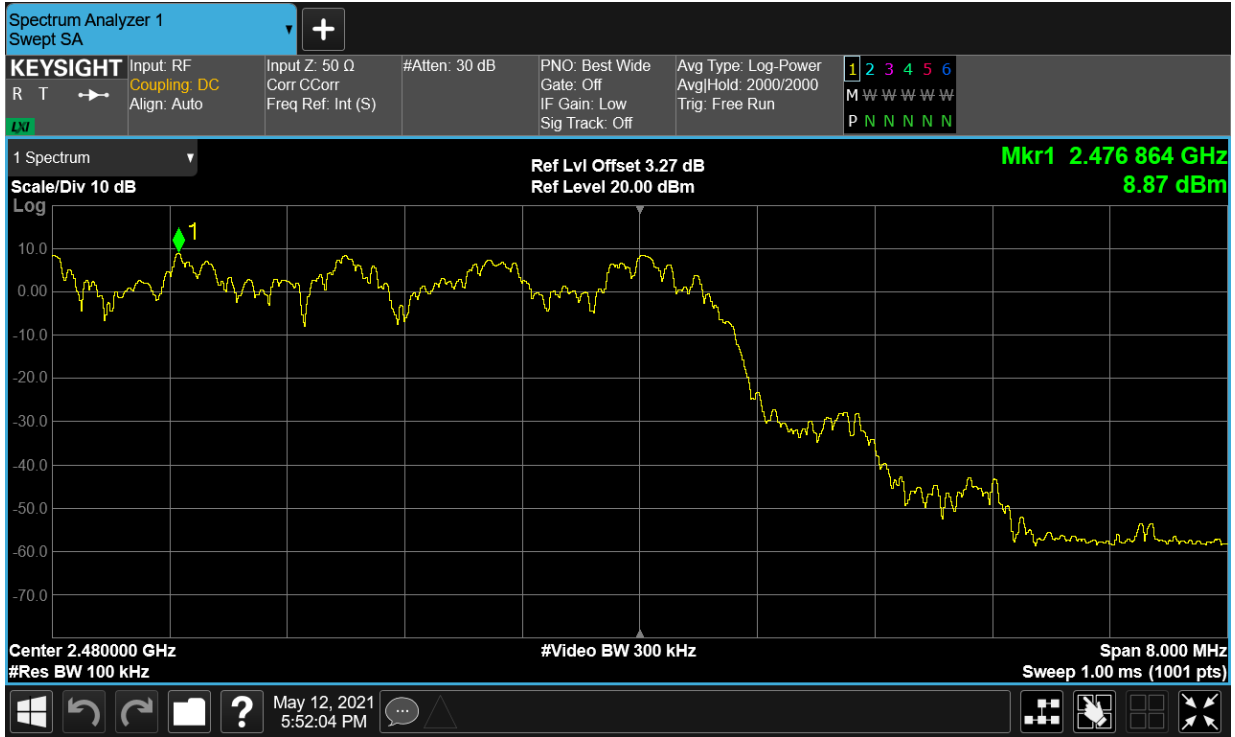 Spectrum Analyzer 1
Swept SA
KEYSIGHT
R T
LXI
Input: RF
Coupling: DC
Align: Auto
Input Z: 50 Ω
Corr CCorr
Freq Ref: Int (S)
#Atten: 30 dB
PNO: Best Wide
Gate: Off
IF Gain: Low
Sig Track: Off
Avg Type: Log-Power
Avg|Hold: 2000/2000
Trig: Free Run
1 2 3 4 5 6
M W W W W W
P N N N N N
1 Spectrum
Scale/Div 10 dB
Log
Ref Lvl Offset 3.27 dB
Ref Level 20.00 dBm
Mkr1 2.476 864 GHz
8.87 dBm
1
10.0
0.00
-10.0
-20.0
-30.0
-40.0
-50.0
-60.0
-70.0
Center 2.480000 GHz
#Res BW 100 kHz
#Video BW 300 kHz
Span 8.000 MHz
Sweep 1.00 ms (1001 pts)
?
May 12, 2021
5:52:04 PM